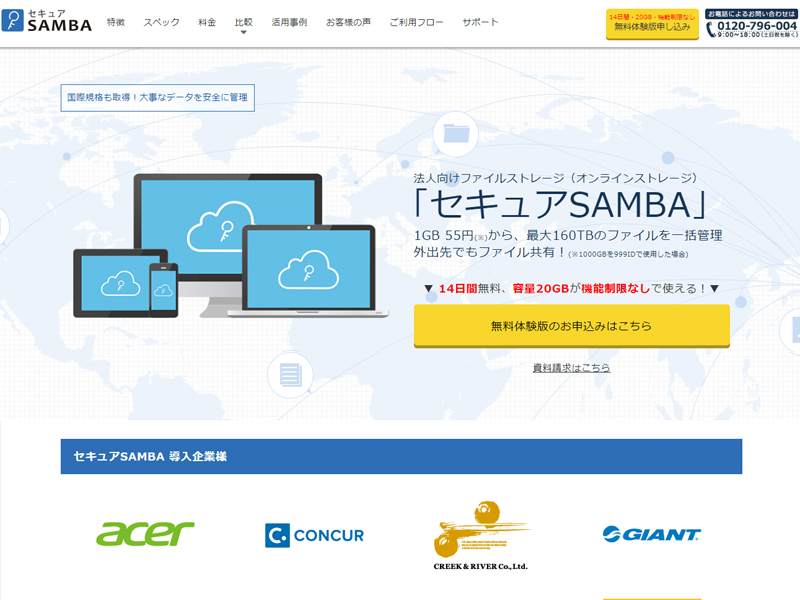 セキュア
SAMBA
特徴
スペック
料金
比較
活用事例
お客様の声
ご利用フロー
サポート
14日間・20GB・機能制限なし
無料体験版申し込み
お電話によるお問い合わせは
0120-796-004
9:00~18:00(土日祝を除く)
国際規格も取得！大事なデータを安全に管理
法人向けファイルストレージ（オンラインストレージ）
「セキュアSAMBA」
1GB 55円(※)から、最大160TBのファイルを一括管理
外出先でもファイル共有！(※1000GBを999IDで使用した場合)
▼ 14日間無料、容量20GBが機能制限なしで使える！▼
無料体験版のお申込みはこちら
資料請求はこちら
セキュアSAMBA 導入企業様
acer
C. CONCUR
CREEK & RIVER Co., Ltd.
GIANT